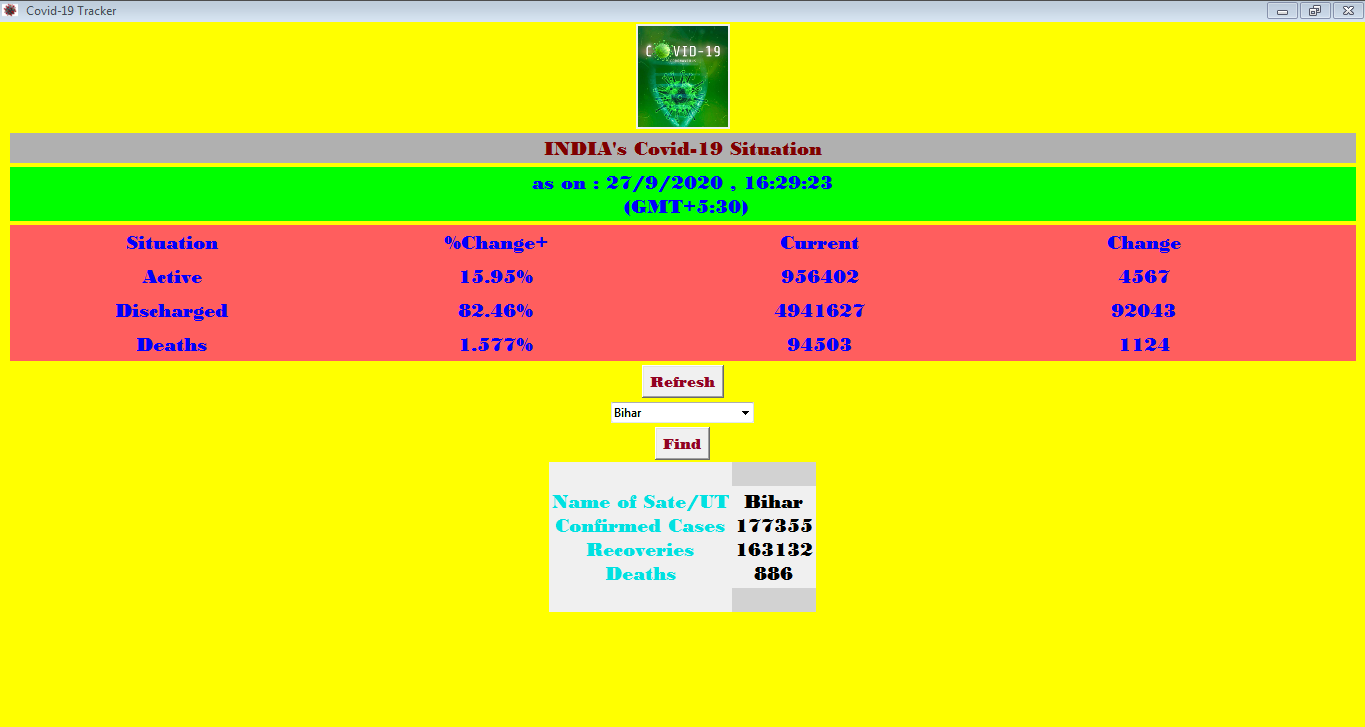 Covid-19 Tracker
COVID-19
INDIA's Covid-19 Situation
as on : 27/9/2020 , 16:29:23
(GMT+5:30)
Situation %Change+ Current Change
Active 15.95% 956402 4567
Discharged 82.46% 4941627 92043
Deaths 1.577% 94503 1124
Refresh
Bihar
Find
Name of Sate/UT Bihar
Confirmed Cases 177355
Recoveries 163132
Deaths 886